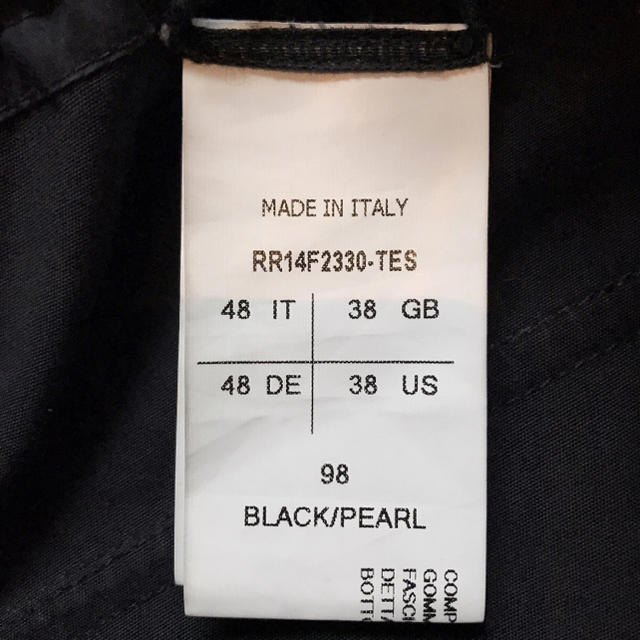 MADE IN ITALY
RR14F2330-TES
48 IT 38 GB
48 DE 38 US
98
BLACK/PEARL